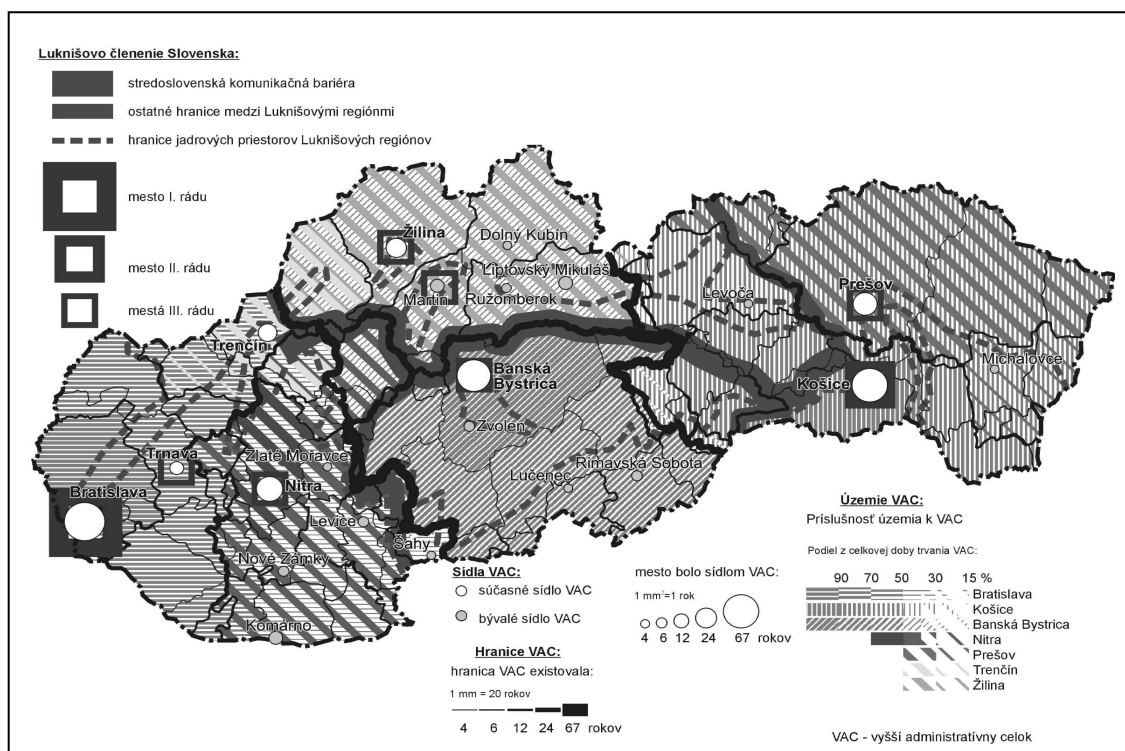 Luknišovo členenie Slovenska:
stredoslovenská komunikačná bariéra
ostatné hranice medzi Luknišovými regiónmi
hranice jadrových priestorov Luknišových regiónov
mesto I. rádu
mesto II. rádu
mestá III. rádu
Žilina
Dolný Kubín
Martin
Liptovský Mikuláš
Ružomberok
Levoča
Prešov
Michalovce
Košice
Trenčín
Banská
Bystrica
Zvolen
Lučenec
Rimavská Sobota
Trnava
Bratislava
Zlaté Moravce
Nitra
Levice
Šahy
Nové Zámky
Komárno
Sídla VAC:
súčasné sídlo VAC
bývalé sídlo VAC
Hranice VAC:
hranica VAC existovala:
1 mm = 20 rokov
4 6 12 24 67 rokov
mesto bolo sídlom VAC:
1 mm²=1 rok
4 6 12 24 67 rokov
Územie VAC:
Príslušnosť územia k VAC
Podiel z celkovej doby trvania VAC:
90 70 50 30 15 %
Bratislava
Košice
Banská Bystrica
Nitra
Prešov
Trenčín
Žilina
VAC - vyšší administratívny celok